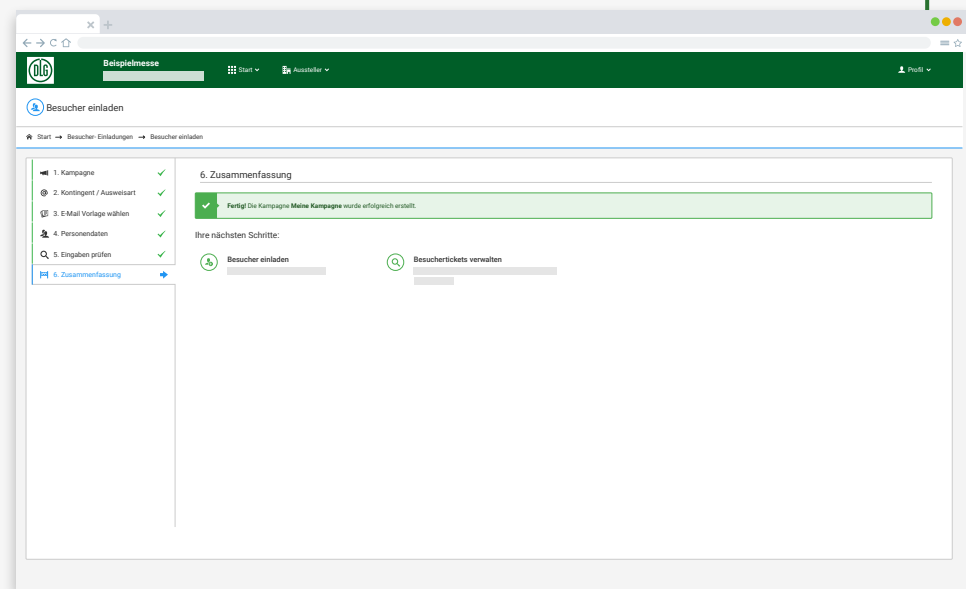 DLG
Beispielmesse
Start
Aussteller
Profil
Besucher einladen
Start → Besucher- Einladungen → Besucher einladen
1. Kampagne
2. Kontingent / Ausweisart
3. E-Mail Vorlage wählen
4. Personendaten
5. Eingaben prüfen
6. Zusammenfassung
6. Zusammenfassung
Fertig! Die Kampagne Meine Kampagne wurde erfolgreich erstellt.
Ihre nächsten Schritte:
Besucher einladen
Besuchertickets verwalten